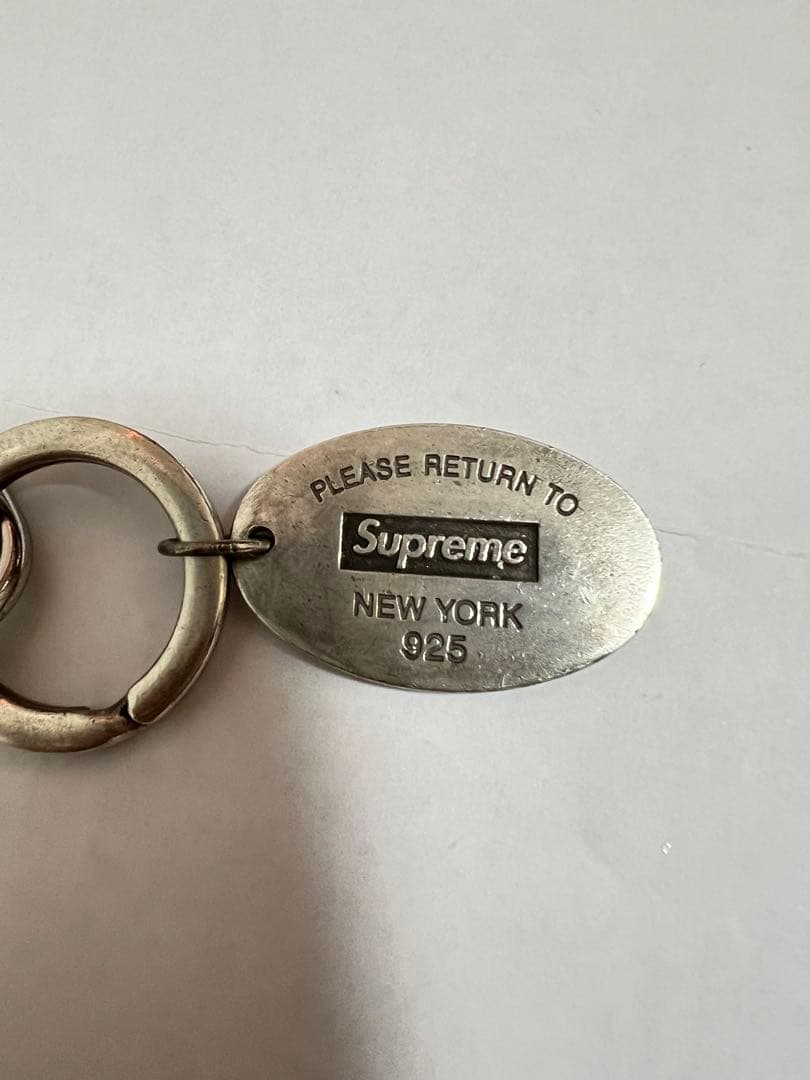 PLEASE RETURN TO
Supreme
NEW YORK
925